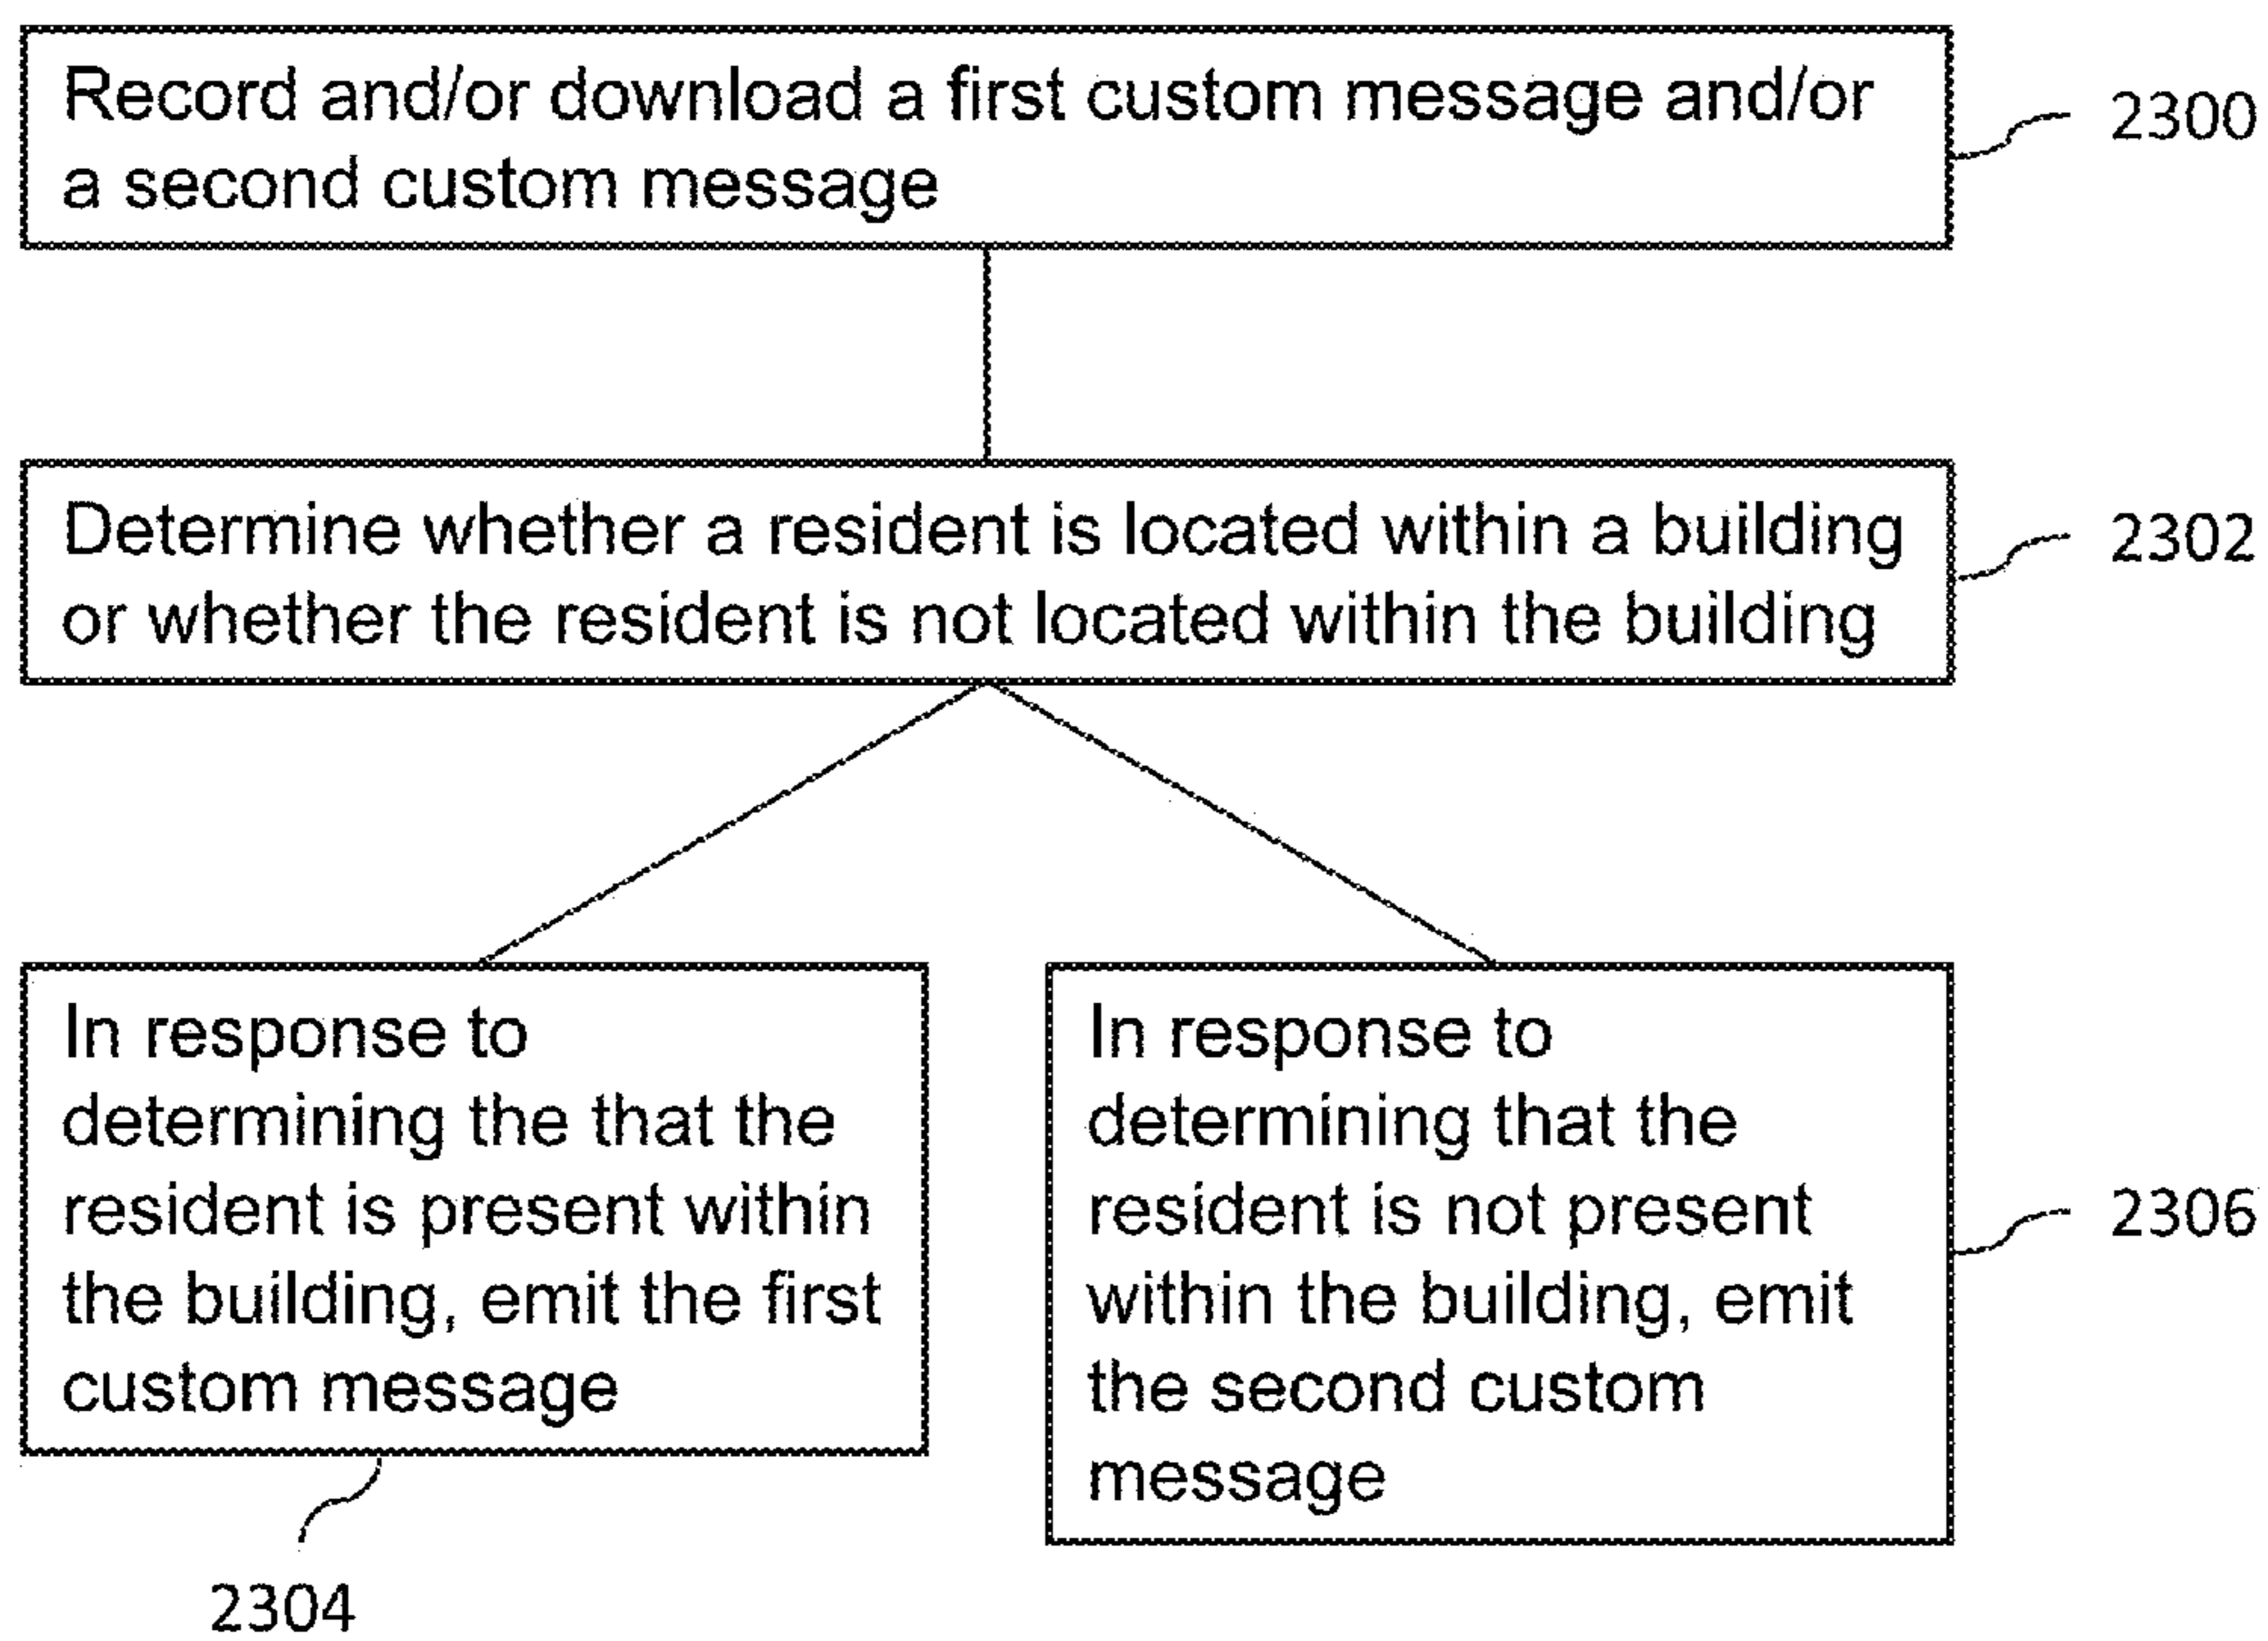 Record and/or download a first custom message and/or
a second custom message
2300
Determine whether a resident is located within a building
or whether the resident is not located within the building
2302
In response to
determining the that the
resident is present within
the building, emit the first
custom message
2304
In response to
determining that the
resident is not present
within the building, emit
the second custom
message
2306